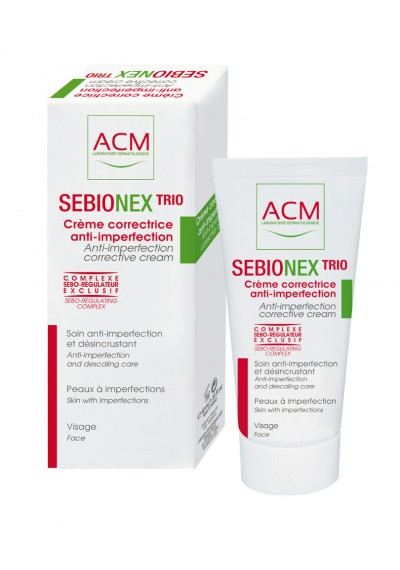 SEBIONEX TRIO
Anti-imperfection
corrective cream
Crème correctrice
anti-imperfection
ACM
LABORATOIRE DERMATOLOGIQUE
SEBIONEX TRIO
Crème correctrice
anti-imperfection
Anti-imperfection
corrective cream
COMPLEXE
SEBO-REGULATEUR
EXCLUSIF
SEBO-REGULATING
COMPLEX
Soin anti-imperfection
et désincrustant
Anti-imperfection
and descaling care
Peaux à imperfections
Skin with imperfections
Visage
Face
ACM
LABORATOIRE DERMATOLOGIQUE
SEBIONEX TRIO
Crème correctrice
anti-imperfection
Anti-imperfection
corrective cream
COMPLEXE
SEBO-REGULATEUR
EXCLUSIF
SEBO-REGULATING
COMPLEX
Soin anti-imperfection
et désincrustant
Anti-imperfection
and descaling care
Peaux à imperfection
Skin with imperfections
Visage
Face